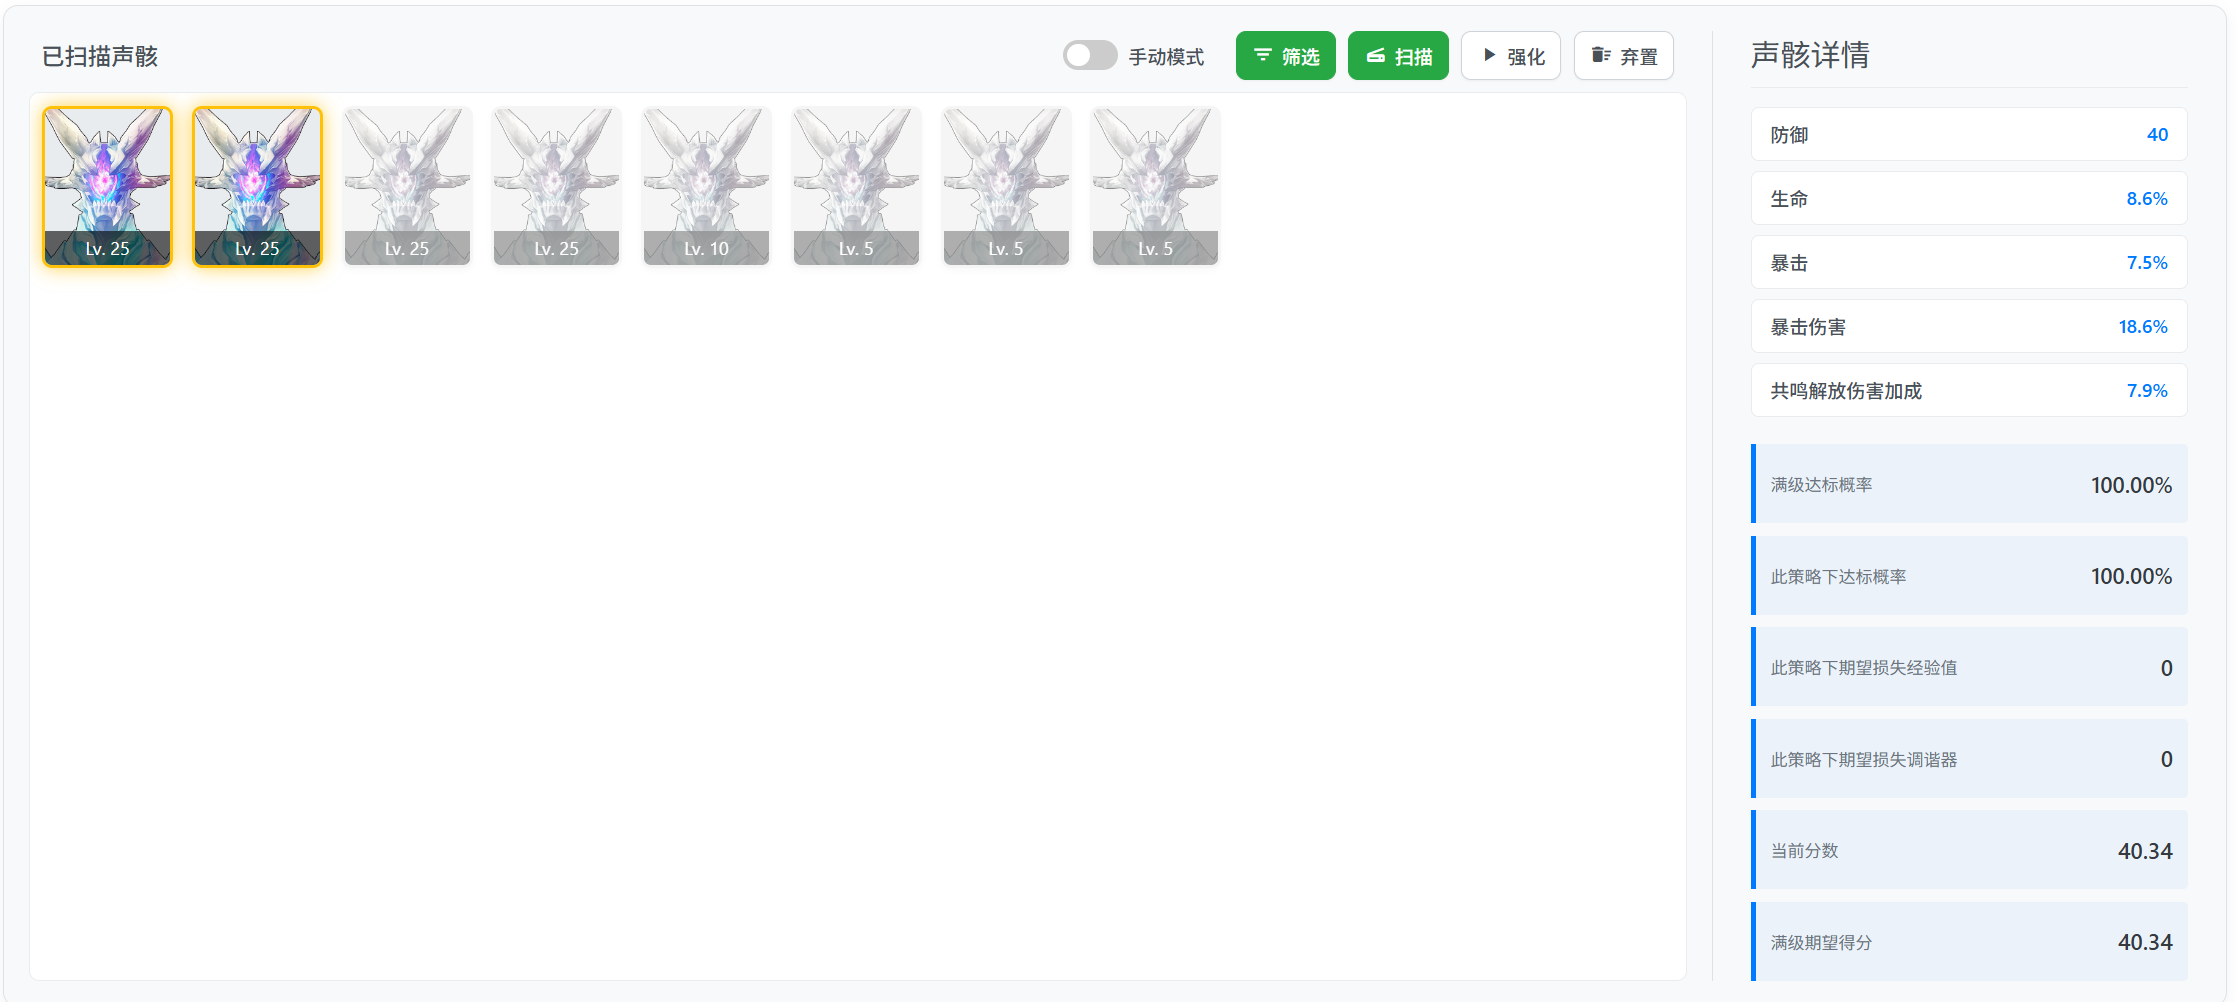 已扫描声骸
手动模式
筛选
扫描
强化
弃置
Lv. 25
Lv. 25
Lv. 25
Lv. 25
Lv. 10
Lv. 5
Lv. 5
Lv. 5
声骸详情
防御 40
生命 8.6%
暴击 7.5%
暴击伤害 18.6%
共鸣解放伤害加成 7.9%
满级达标概率 100.00%
此策略下达标概率 100.00%
此策略下期望损失经验值 0
此策略下期望损失调谐器 0
当前分数 40.34
满级期望得分 40.34